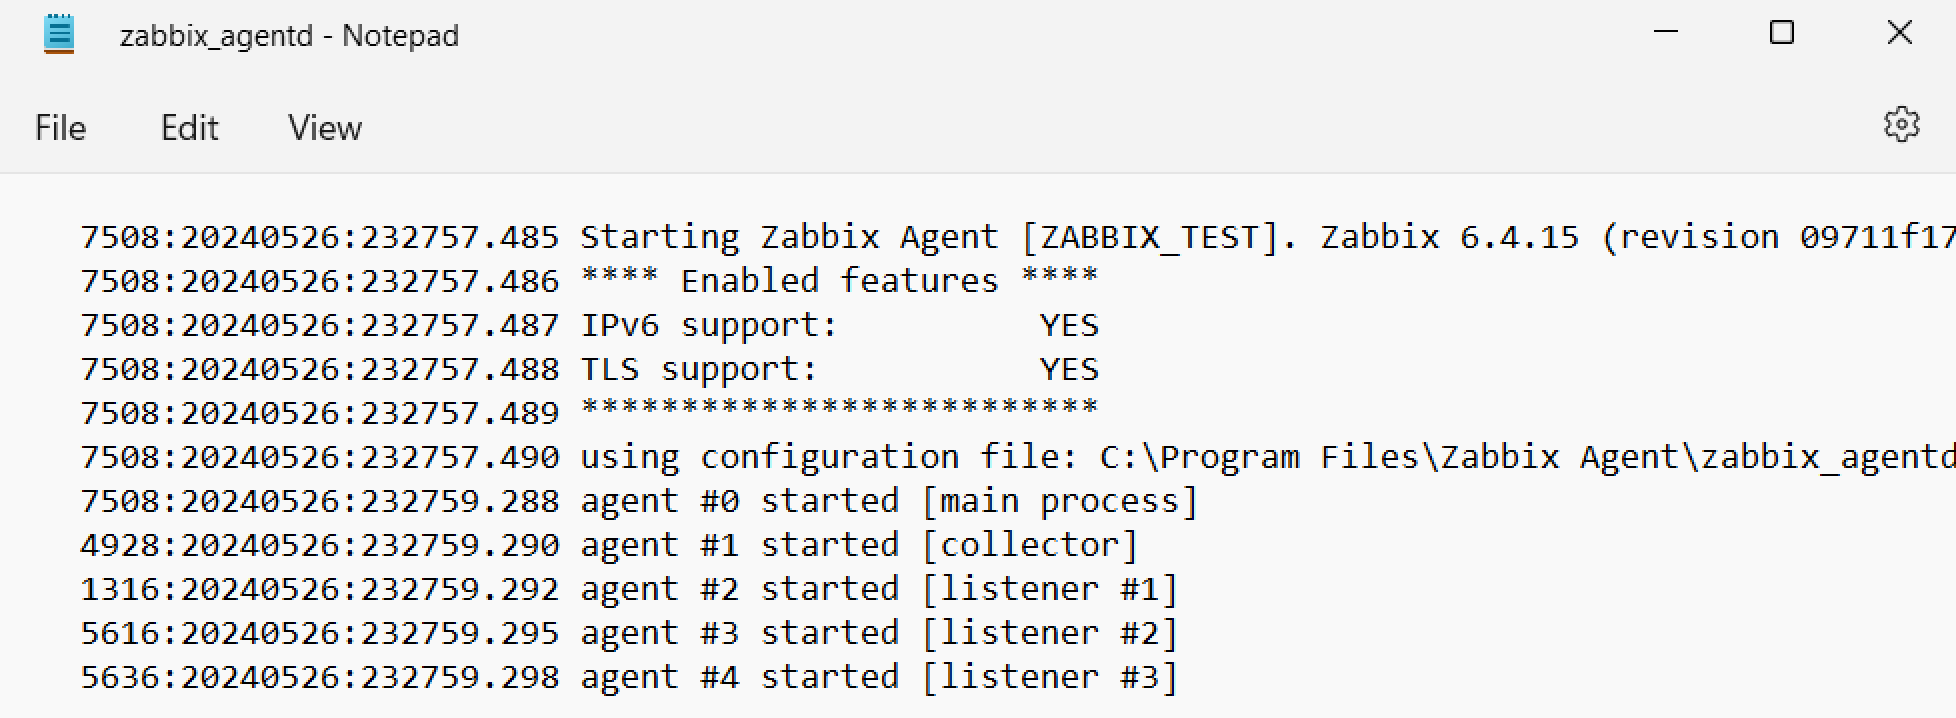 zabbix_agentd - Notepad
File Edit View
7508:20240526:232757.485 Starting Zabbix Agent [ZABBIX_TEST]. Zabbix 6.4.15 (revision 09711f17
7508:20240526:232757.486 **** Enabled features ****
7508:20240526:232757.487 IPv6 support:          YES
7508:20240526:232757.488 TLS support:           YES
7508:20240526:232757.489 **************************
7508:20240526:232757.490 using configuration file: C:\Program Files\Zabbix Agent\zabbix_agentd
7508:20240526:232759.288 agent #0 started [main process]
4928:20240526:232759.290 agent #1 started [collector]
1316:20240526:232759.292 agent #2 started [listener #1]
5616:20240526:232759.295 agent #3 started [listener #2]
5636:20240526:232759.298 agent #4 started [listener #3]